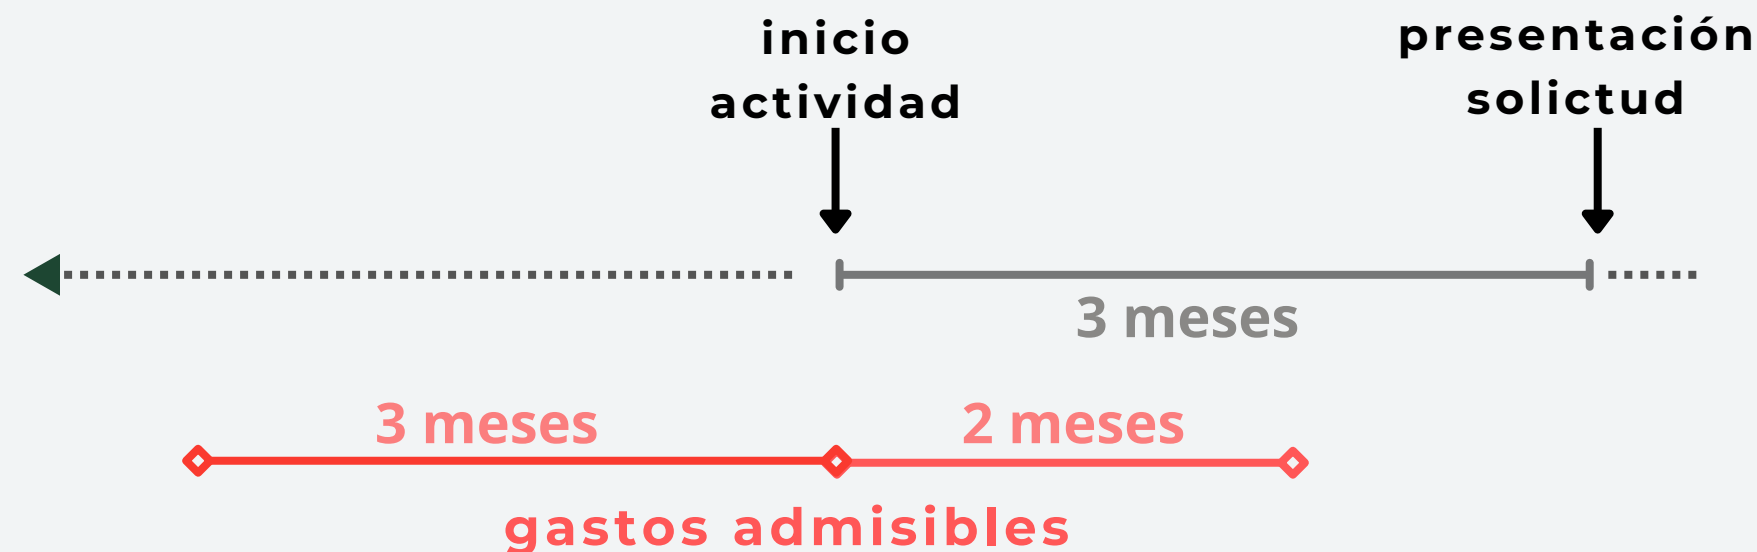 inicio
actividad
presentación
solictud
3 meses
3 meses
2 meses
gastos admisibles